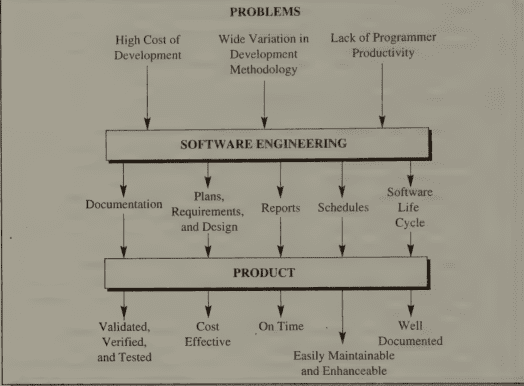 PROBLEMS
High Cost of
Development
Wide Variation in
Development
Methodology
Lack of Programmer
Productivity
SOFTWARE ENGINEERING
Documentation
Plans,
Requirements,
and Design
Reports
Schedules
Software
Life
Cycle
PRODUCT
Validated,
Verified,
and Tested
Cost
Effective
On Time
Easily Maintainable
and Enhanceable
Well
Documented